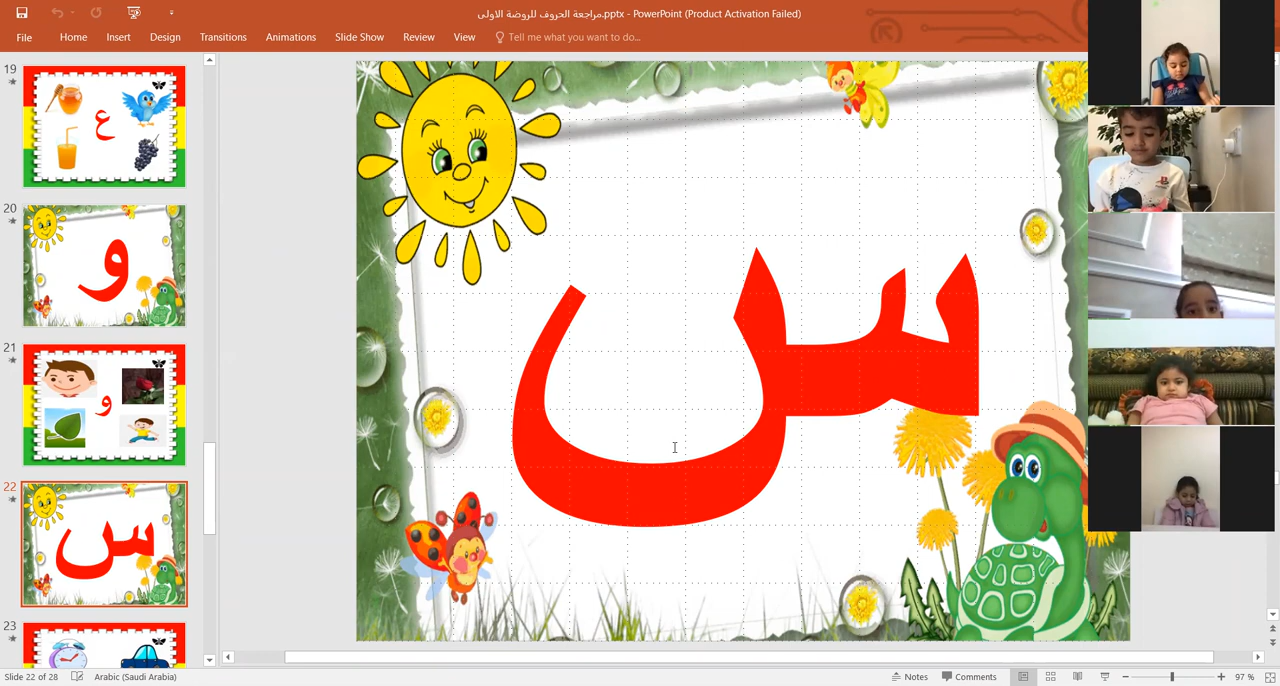 مراجعة الحروف للروضة الاولى.pptx - PowerPoint (Product Activation Failed)
File Home Insert Design Transitions Animations Slide Show Review View Tell me what you want to do...
19
ع
20
و
21
و
22
س
23
س
Slide 22 of 28 Arabic (Saudi Arabia) Notes Comments 97 %